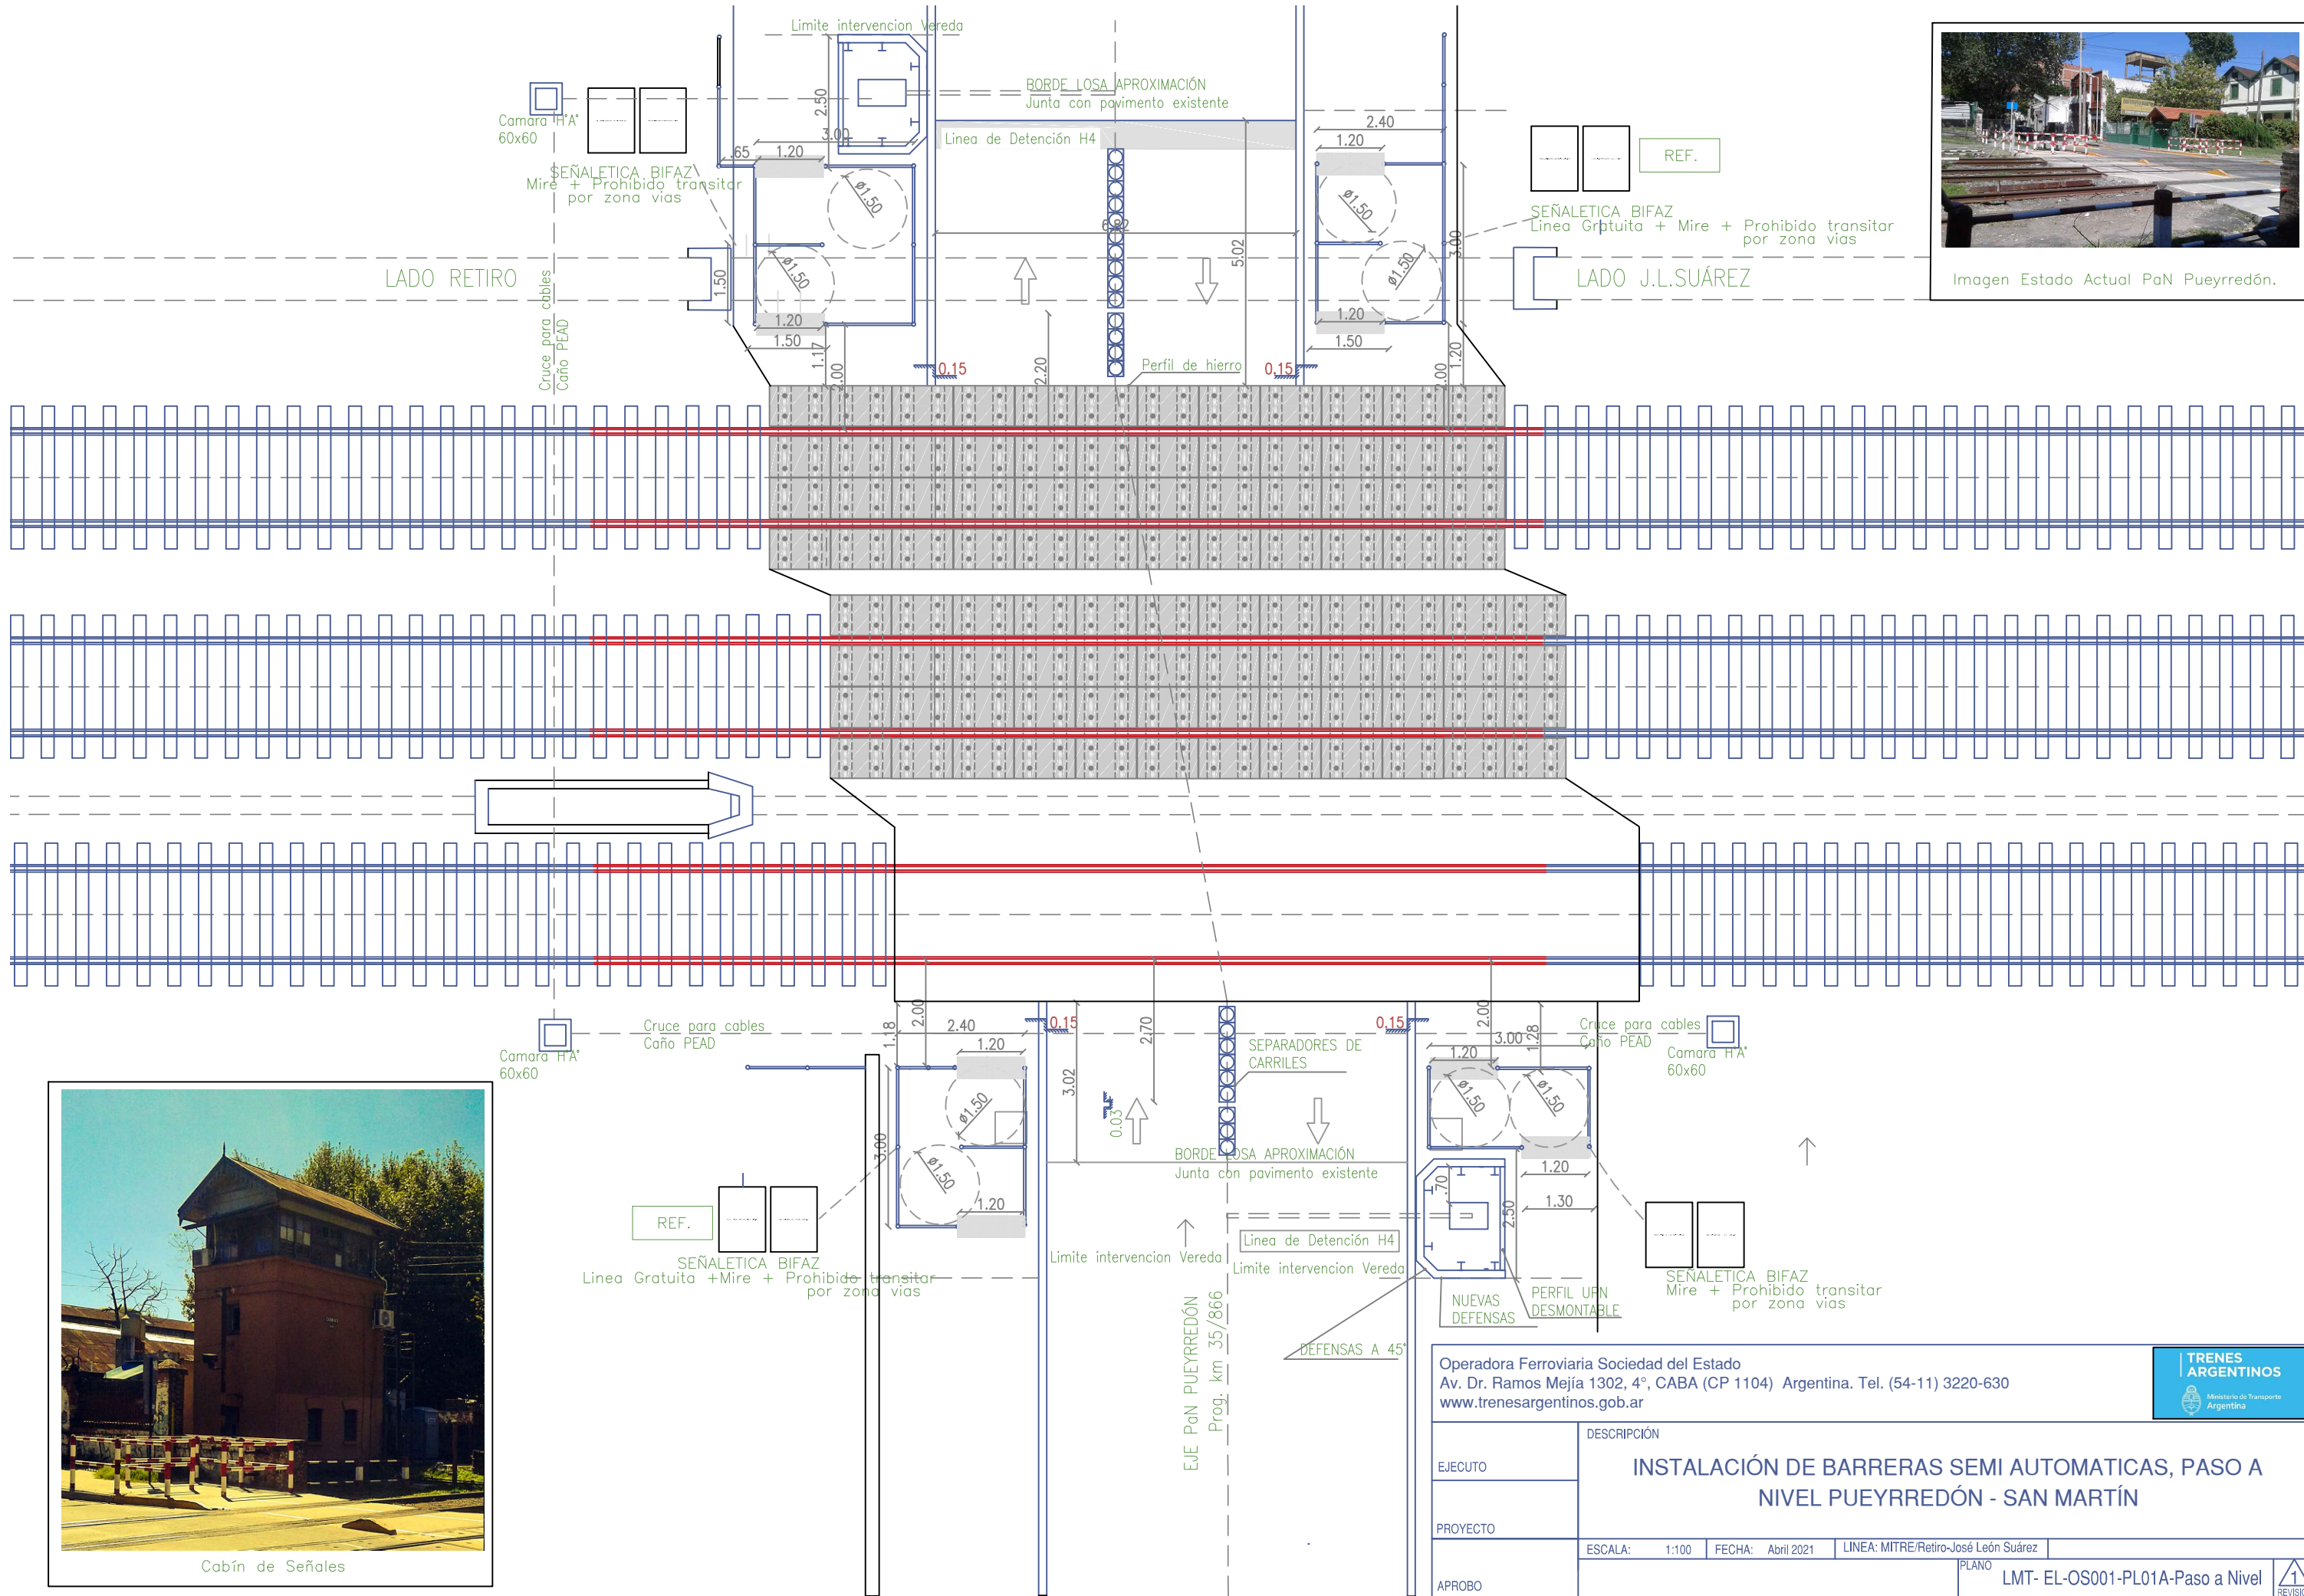 Limite intervencion Vereda
BORDE LOSA APROXIMACIÓN
Junta con pavimento existente
Linea de Detención H4
Camara H°A°
60x60
SEÑALETICA BIFAZ
Mire + Prohibido transitar
por zona vias
2.50
3.00
.65
1.20
ø1.50
ø1.50
1.50
1.20
1.50
1.17
2.00
6.82
5.02
2.20
2.40
1.20
ø1.50
ø1.50
3.00
1.20
1.50
2.00
1.20
REF.
SEÑALETICA BIFAZ
Linea Gratuita + Mire + Prohibido transitar
por zona vias
LADO RETIRO
LADO J.L.SUÁREZ
Imagen Estado Actual PaN Pueyrredón.
Cruce para cables
Caño PEAD
0.15
Perfil de hierro
0.15
Camara H°A°
60x60
Cruce para cables
Caño PEAD
1.18
2.00
2.40
1.20
ø1.50
ø1.50
3.00
1.20
0.15
3.02
2.70
0.03
0.15
SEPARADORES DE
CARRILES
2.00
3.00
1.28
1.20
ø1.50
ø1.50
1.20
1.30
.70
2.50
Cruce para cables
Caño PEAD
Camara H°A°
60x60
BORDE LOSA APROXIMACIÓN
Junta con pavimento existente
REF.
SEÑALETICA BIFAZ
Linea Gratuita +Mire + Prohibido transitar
por zona vias
Limite intervencion Vereda
Linea de Detención H4
Limite intervencion Vereda
SEÑALETICA BIFAZ
Mire + Prohibido transitar
por zona vias
NUEVAS
DEFENSAS
PERFIL UPN
DESMONTABLE
DEFENSAS A 45°
EJE PaN PUEYRREDÓN
Prog. km 35/866
Cabín de Señales
Operadora Ferroviaria Sociedad del Estado
Av. Dr. Ramos Mejía 1302, 4°, CABA (CP 1104) Argentina. Tel. (54-11) 3220-630
www.trenesargentinos.gob.ar
TRENES
ARGENTINOS
Ministerio de Transporte
Argentina
EJECUTO
PROYECTO
APROBO
DESCRIPCIÓN
INSTALACIÓN DE BARRERAS SEMI AUTOMATICAS, PASO A
NIVEL PUEYRREDÓN - SAN MARTÍN
ESCALA: 1:100 FECHA: Abril 2021 LINEA: MITRE/Retiro-José León Suárez
PLANO
LMT- EL-OS001-PL01A-Paso a Nivel
1